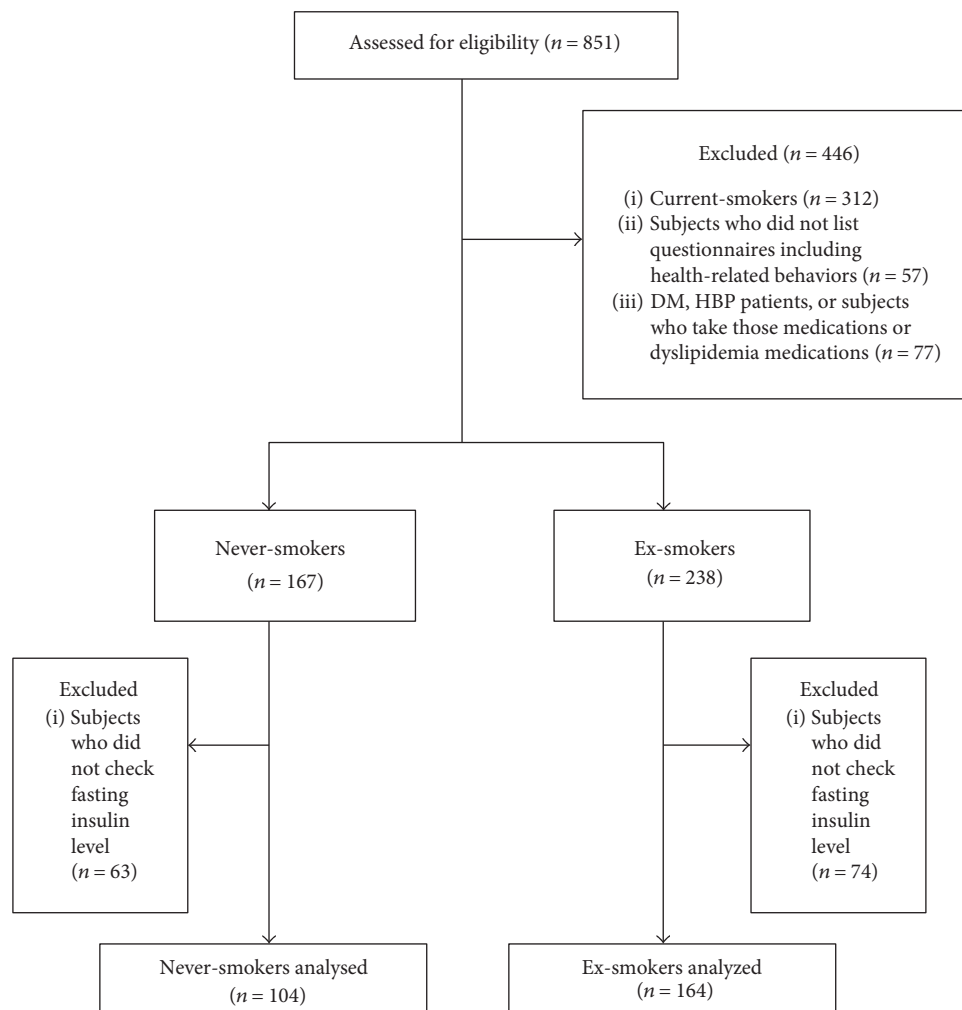 Assessed for eligibility (n = 851)
Excluded (n = 446)
(i) Current-smokers (n = 312)
(ii) Subjects who did not list
questionnaires including
health-related behaviors (n = 57)
(iii) DM, HBP patients, or subjects
who take those medications or
dyslipidemia medications (n = 77)
Never-smokers
(n = 167)
Ex-smokers
(n = 238)
Excluded
(i) Subjects
who did
not check
fasting
insulin
level
(n = 63)
Excluded
(i) Subjects
who did
not check
fasting
insulin
level
(n = 74)
Never-smokers analysed
(n = 104)
Ex-smokers analyzed
(n = 164)